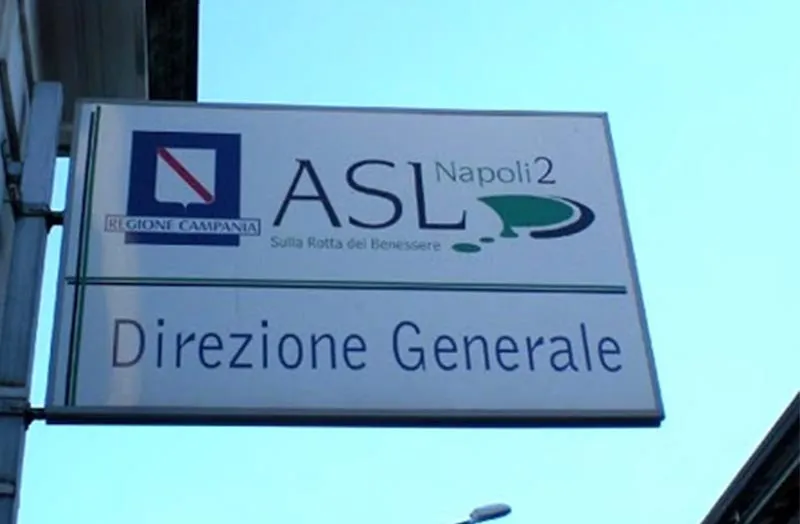 REGIONE CAMPANIA
ASL Napoli2
Sulla Rotta del Benessere
Direzione Generale